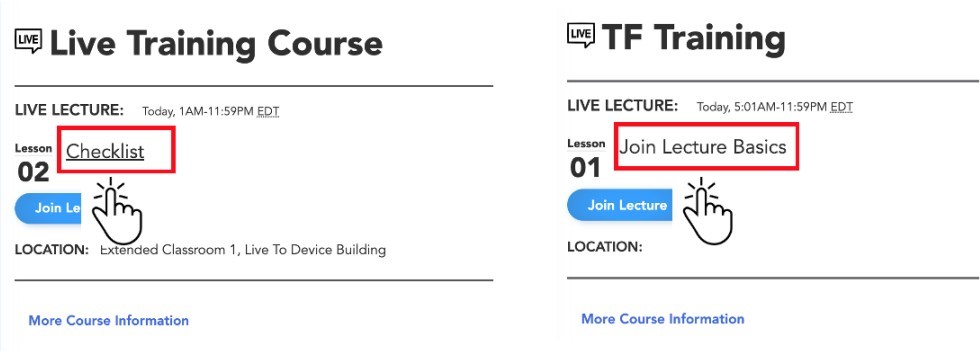 LIVE Live Training Course
LIVE LECTURE: Today, 1AM-11:59PM EDT
Lesson
02
Checklist
Join Le
LOCATION: Extended Classroom 1, Live To Device Building
More Course Information
LIVE TF Training
LIVE LECTURE: Today, 5:01AM-11:59PM EDT
Lesson
01
Join Lecture Basics
Join Lecture
LOCATION:
More Course Information